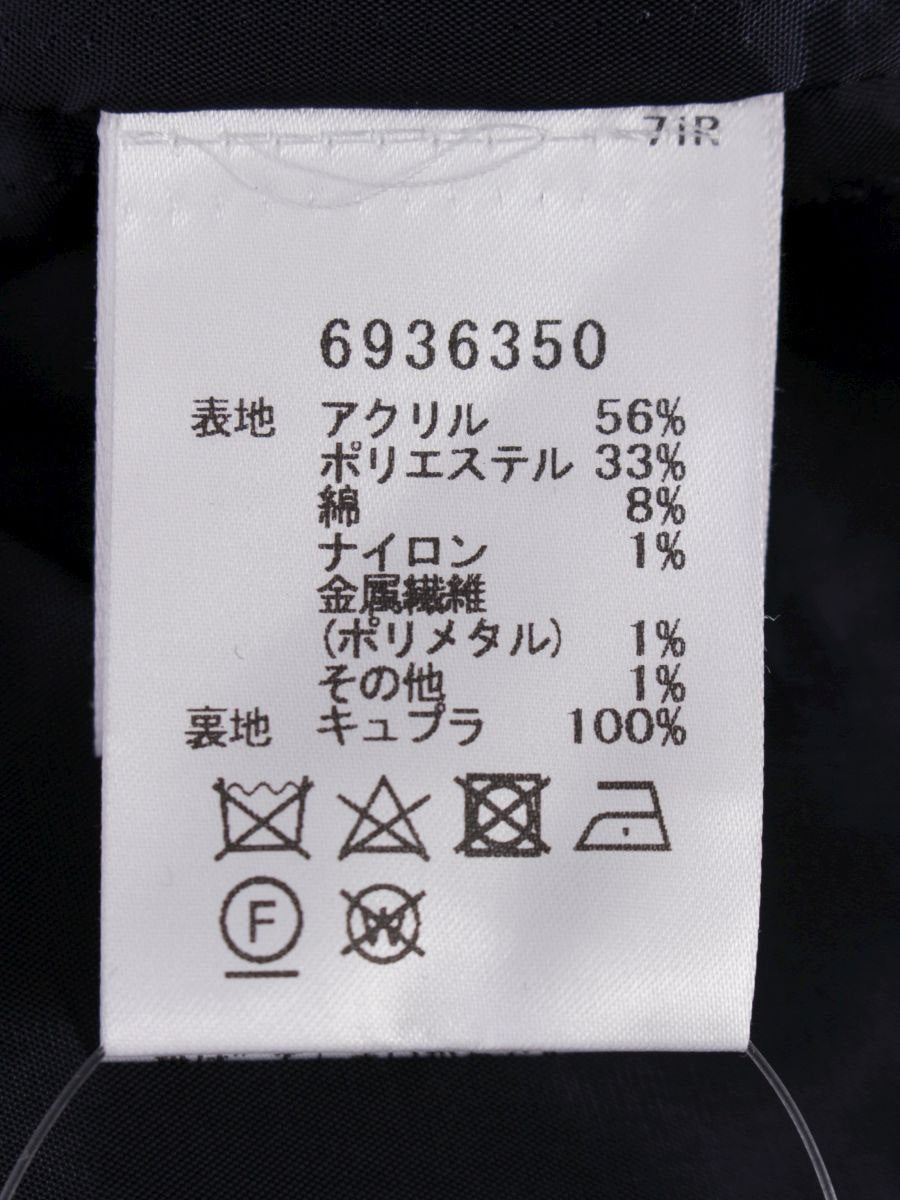 71R
6936350
表地 アクリル 56%
ポリエステル 33%
綿 8%
ナイロン 1%
金属繊維
(ポリメタル) 1%
その他 1%
裏地 キュプラ 100%
F W